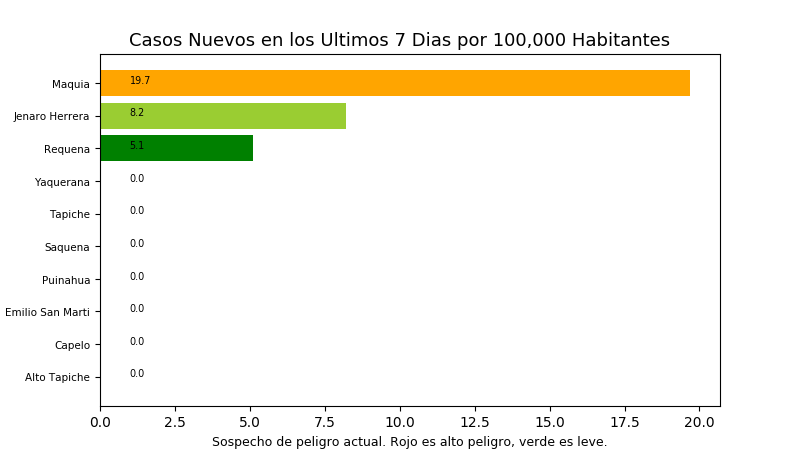 Casos Nuevos en los Ultimos 7 Dias por 100,000 Habitantes
Maquia 19.7
Jenaro Herrera 8.2
Requena 5.1
Yaquerana 0.0
Tapiche 0.0
Saquena 0.0
Puinahua 0.0
Emilio San Marti 0.0
Capelo 0.0
Alto Tapiche 0.0
0.0 2.5 5.0 7.5 10.0 12.5 15.0 17.5 20.0
Sospecho de peligro actual. Rojo es alto peligro, verde es leve.